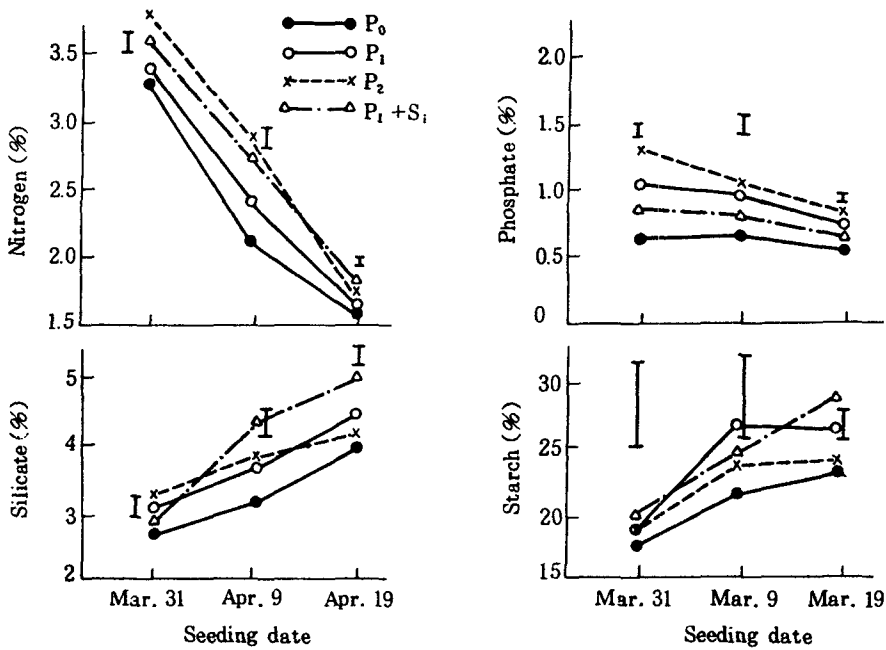 P₀
P₁
P₂
P₁ + Sᵢ
Nitrogen (%)
3.5
3.0
2.5
2.0
1.5
Phosphate (%)
2.0
1.5
1.0
0.5
0
Silicate (%)
5
4
3
2
Mar. 31 Apr. 9 Apr. 19
Seeding date
Starch (%)
30
25
20
15
Mar. 31 Mar. 9 Mar. 19
Seeding date